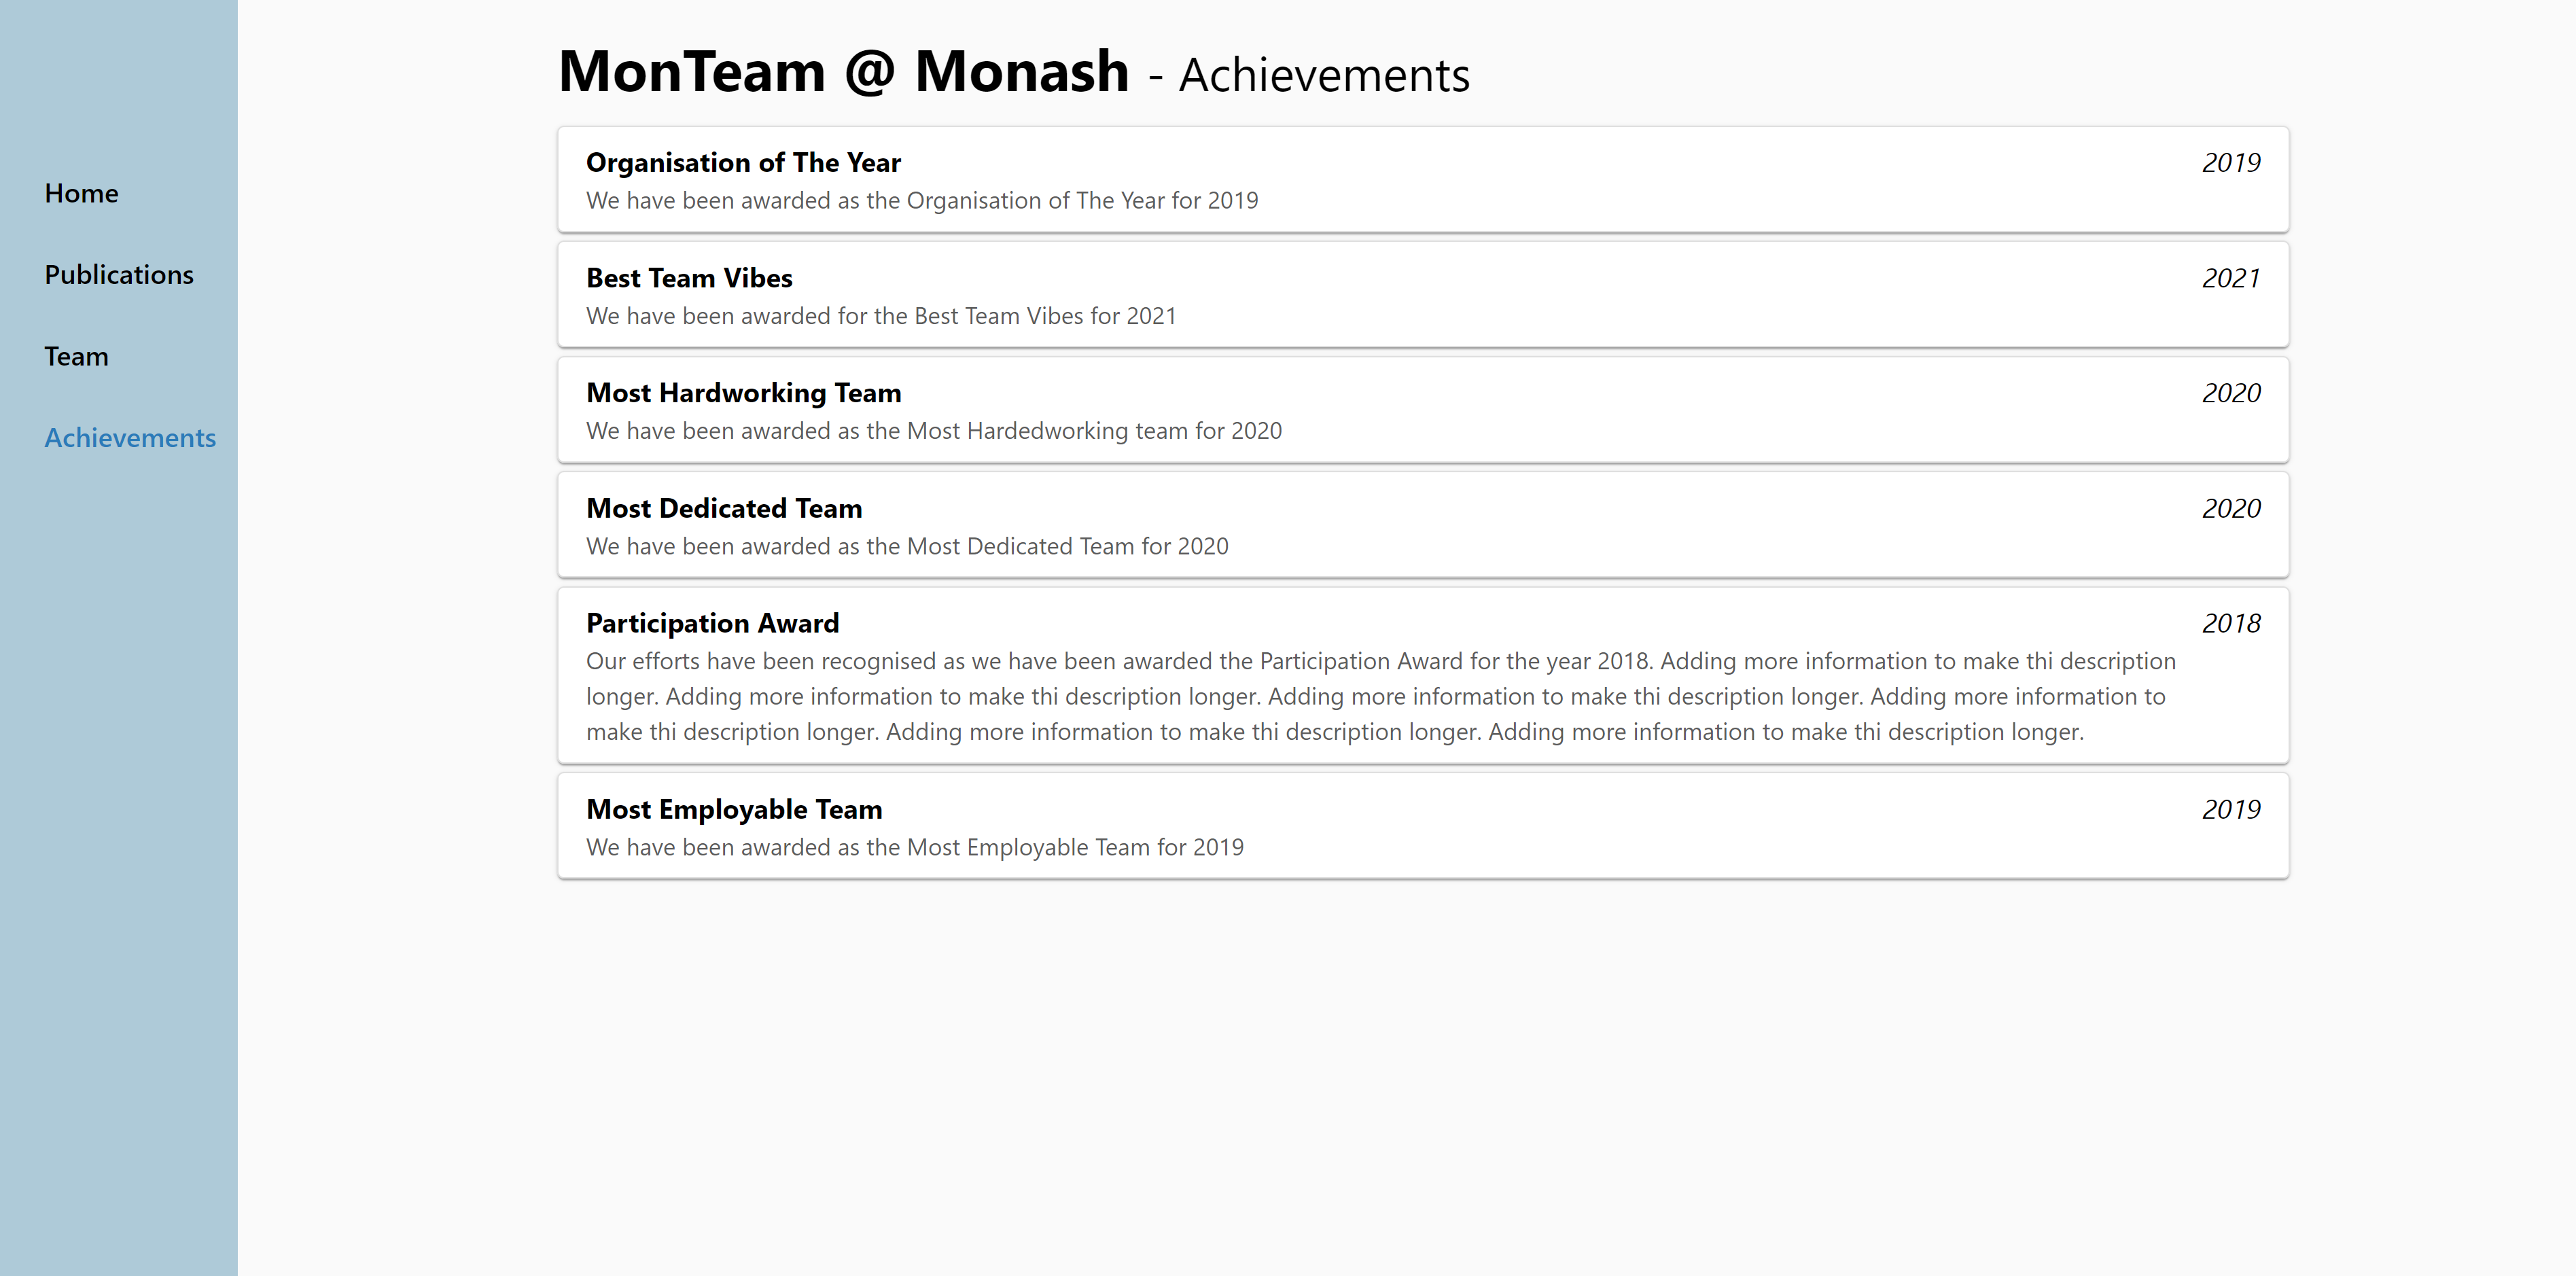 Home
Publications
Team
Achievements
MonTeam @ Monash - Achievements
Organisation of The Year 2019
We have been awarded as the Organisation of The Year for 2019
Best Team Vibes 2021
We have been awarded for the Best Team Vibes for 2021
Most Hardworking Team 2020
We have been awarded as the Most Hardedworking team for 2020
Most Dedicated Team 2020
We have been awarded as the Most Dedicated Team for 2020
Participation Award 2018
Our efforts have been recognised as we have been awarded the Participation Award for the year 2018. Adding more information to make thi description
longer. Adding more information to make thi description longer. Adding more information to make thi description longer. Adding more information to
make thi description longer. Adding more information to make thi description longer. Adding more information to make thi description longer.
Most Employable Team 2019
We have been awarded as the Most Employable Team for 2019